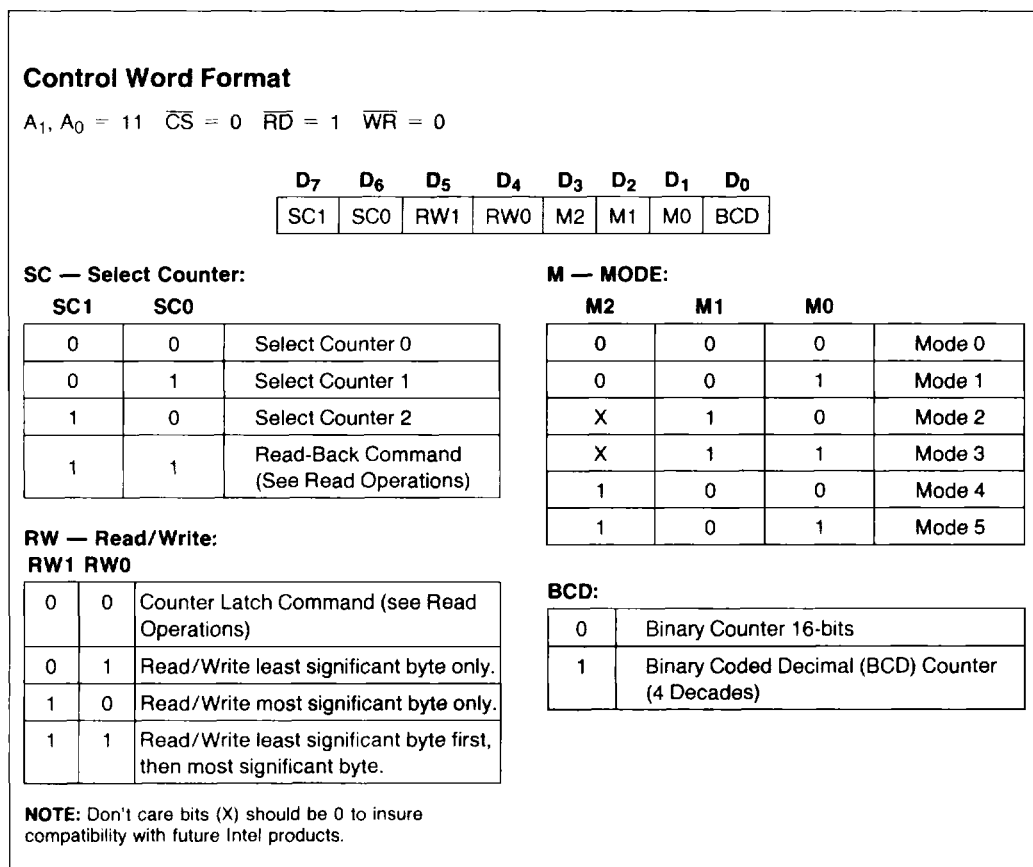 Control Word Format
A₁, A₀ = 11 C̅S̅ = 0 R̅D̅ = 1 W̅R̅ = 0
D₇ D₆ D₅ D₄ D₃ D₂ D₁ D₀
SC1 SC0 RW1 RW0 M2 M1 M0 BCD
SC — Select Counter:
SC1 SC0
0 0 Select Counter 0
0 1 Select Counter 1
1 0 Select Counter 2
1 1 Read-Back Command
(See Read Operations)
RW — Read/Write:
RW1 RW0
0 0 Counter Latch Command (see Read
Operations)
0 1 Read/Write least significant byte only.
1 0 Read/Write most significant byte only.
1 1 Read/Write least significant byte first,
then most significant byte.
M — MODE:
M2 M1 M0
0 0 0 Mode 0
0 0 1 Mode 1
X 1 0 Mode 2
X 1 1 Mode 3
1 0 0 Mode 4
1 0 1 Mode 5
BCD:
0 Binary Counter 16-bits
1 Binary Coded Decimal (BCD) Counter
(4 Decades)
NOTE: Don't care bits (X) should be 0 to insure
compatibility with future Intel products.